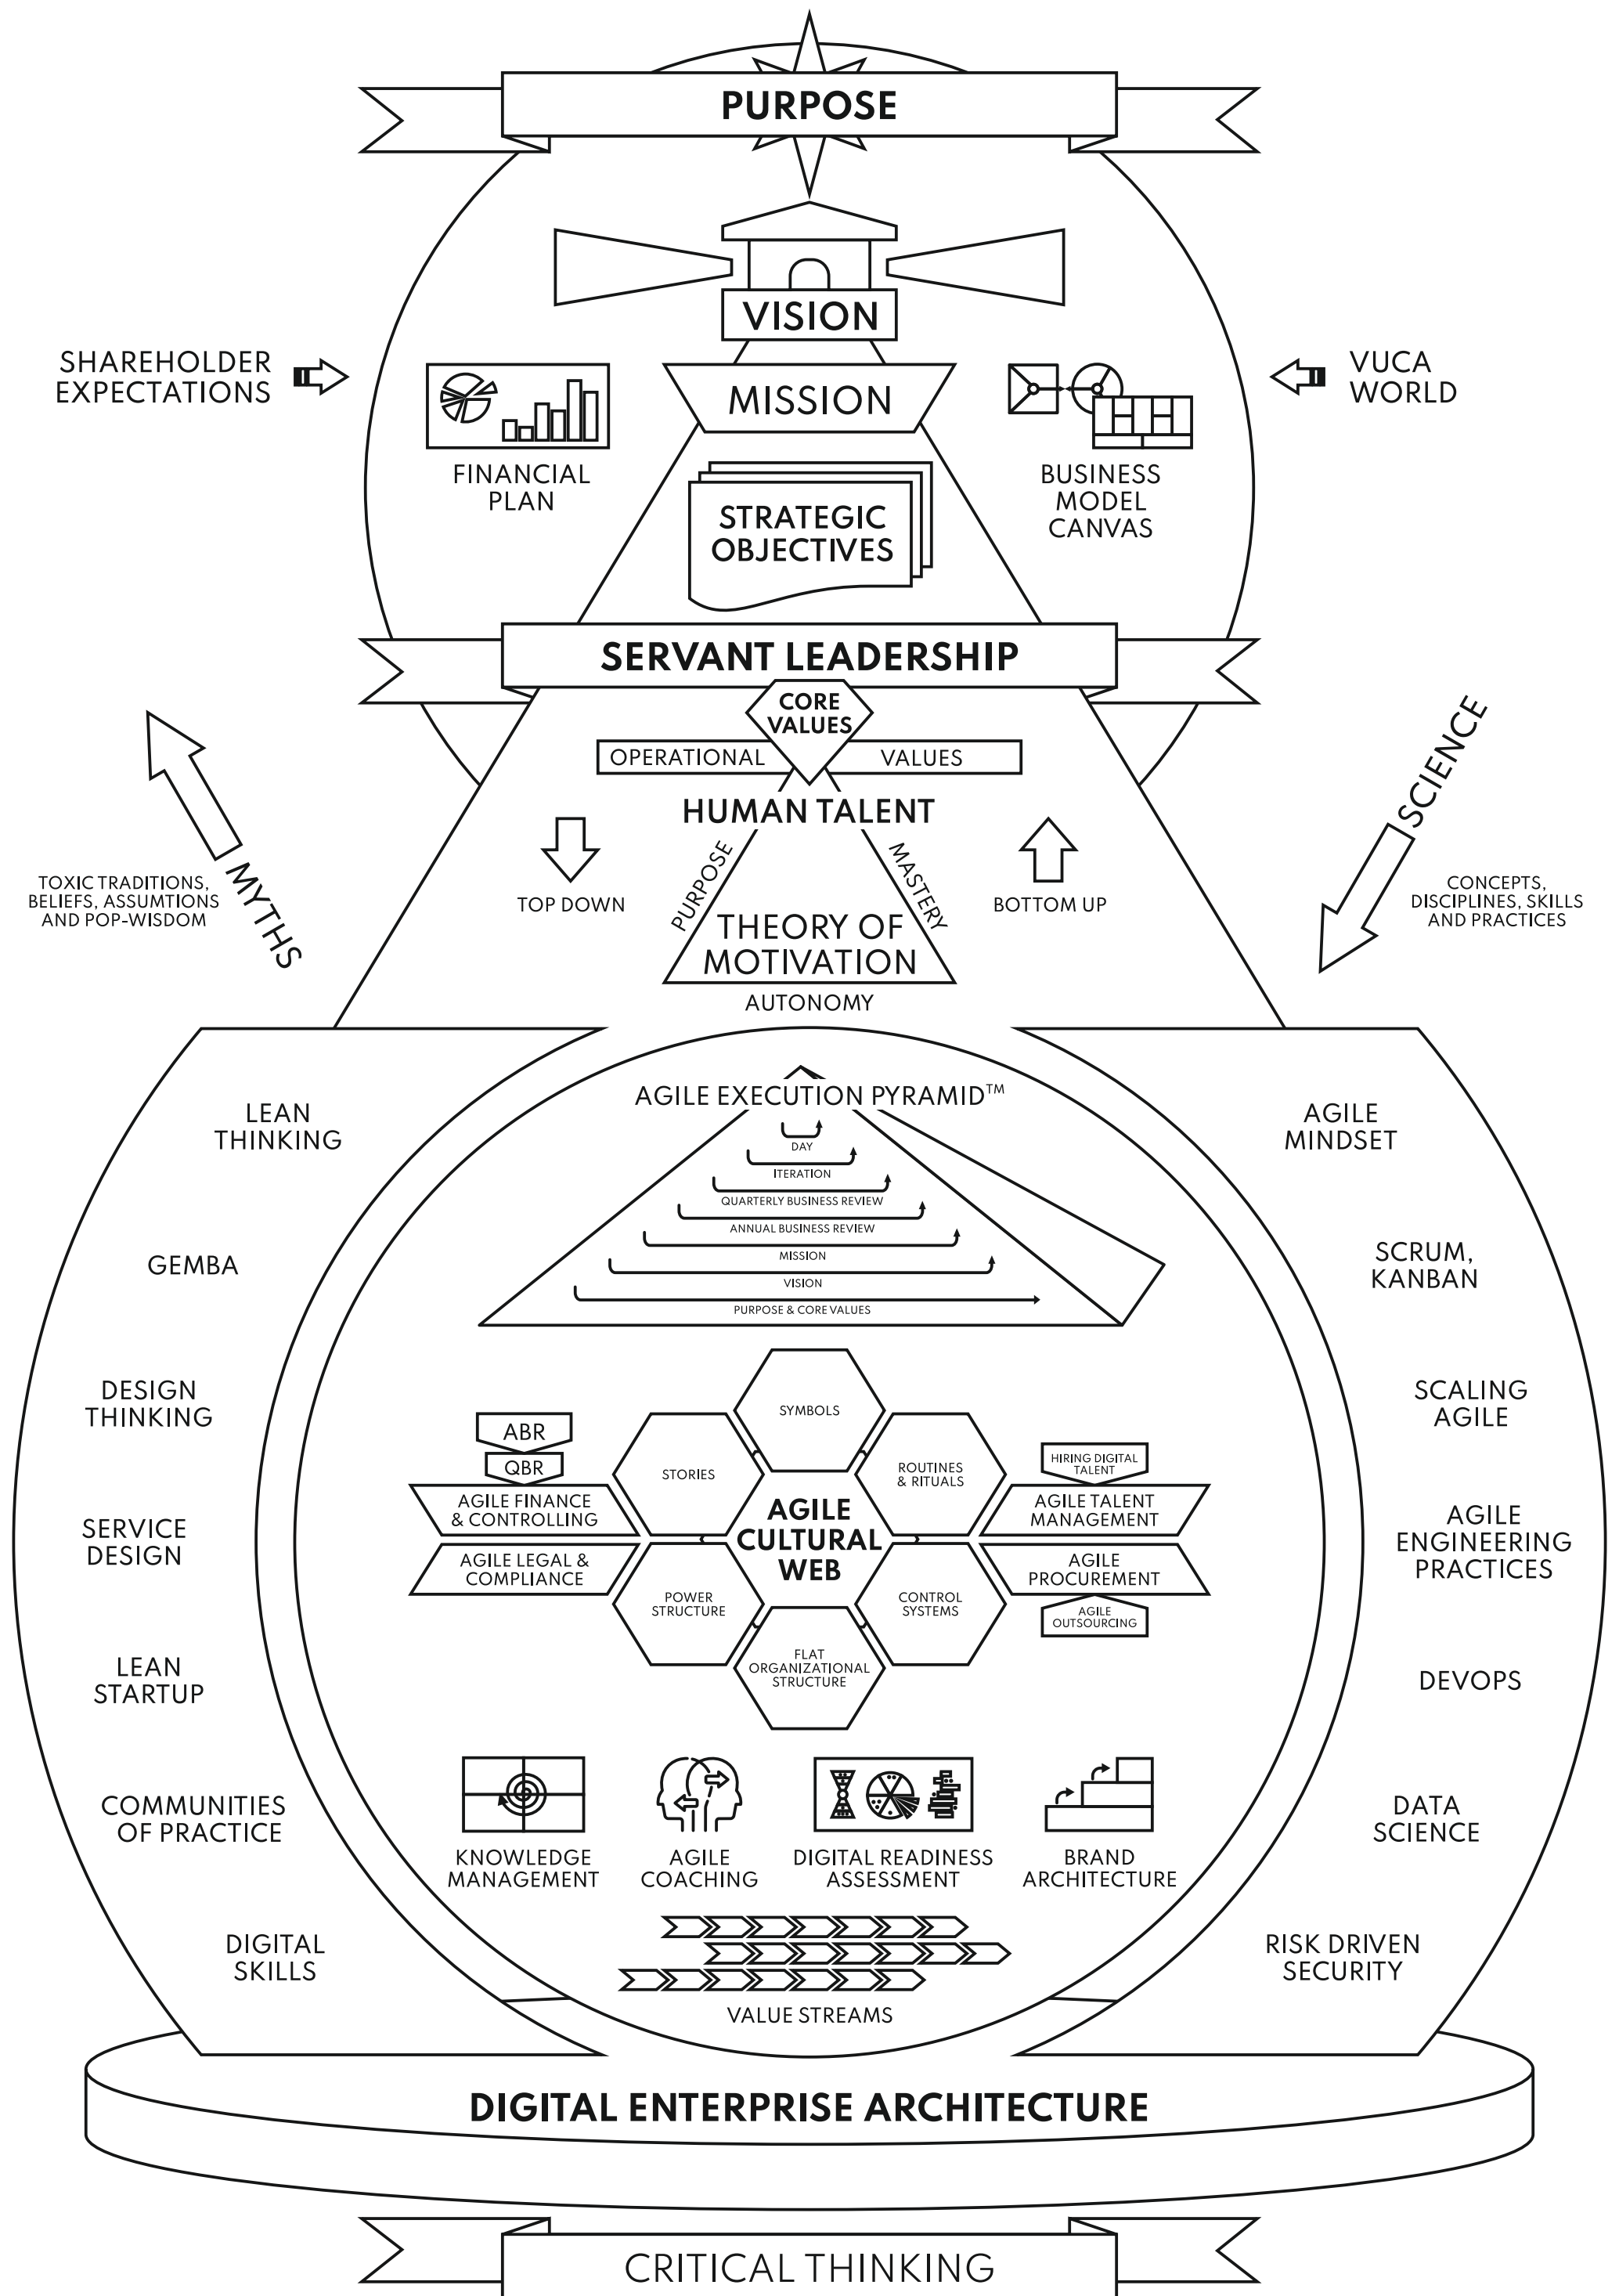 PURPOSE
VISION
SHAREHOLDER
EXPECTATIONS
VUCA
WORLD
MISSION
FINANCIAL
PLAN
BUSINESS
MODEL
CANVAS
STRATEGIC
OBJECTIVES
SERVANT LEADERSHIP
CORE
VALUES
OPERATIONAL
VALUES
HUMAN TALENT
PURPOSE
MASTERY
TOP DOWN
BOTTOM UP
THEORY OF
MOTIVATION
AUTONOMY
MYTHS
TOXIC TRADITIONS,
BELIEFS, ASSUMTIONS
AND POP-WISDOM
SCIENCE
CONCEPTS,
DISCIPLINES, SKILLS
AND PRACTICES
LEAN
THINKING
GEMBA
DESIGN
THINKING
SERVICE
DESIGN
LEAN
STARTUP
COMMUNITIES
OF PRACTICE
DIGITAL
SKILLS
AGILE EXECUTION PYRAMID™
DAY
ITERATION
QUARTERLY BUSINESS REVIEW
ANNUAL BUSINESS REVIEW
MISSION
VISION
PURPOSE & CORE VALUES
SYMBOLS
STORIES
ROUTINES
& RITUALS
AGILE
CULTURAL
WEB
POWER
STRUCTURE
CONTROL
SYSTEMS
FLAT
ORGANIZATIONAL
STRUCTURE
ABR
QBR
AGILE FINANCE
& CONTROLLING
AGILE LEGAL &
COMPLIANCE
HIRING DIGITAL
TALENT
AGILE TALENT
MANAGEMENT
AGILE
PROCUREMENT
AGILE
OUTSOURCING
KNOWLEDGE
MANAGEMENT
AGILE
COACHING
DIGITAL READINESS
ASSESSMENT
BRAND
ARCHITECTURE
VALUE STREAMS
AGILE
MINDSET
SCRUM,
KANBAN
SCALING
AGILE
AGILE
ENGINEERING
PRACTICES
DEVOPS
DATA
SCIENCE
RISK DRIVEN
SECURITY
DIGITAL ENTERPRISE ARCHITECTURE
CRITICAL THINKING